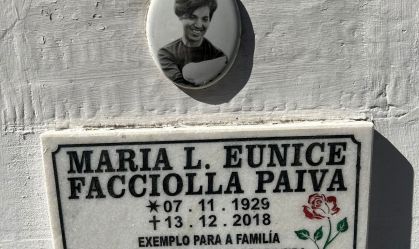 MARIA L. EUNICE
FACCIOLLA PAIVA
✶ 07 . 11 . 1929
✝ 13 . 12 . 2018
EXEMPLO PARA A FAMÍLIA